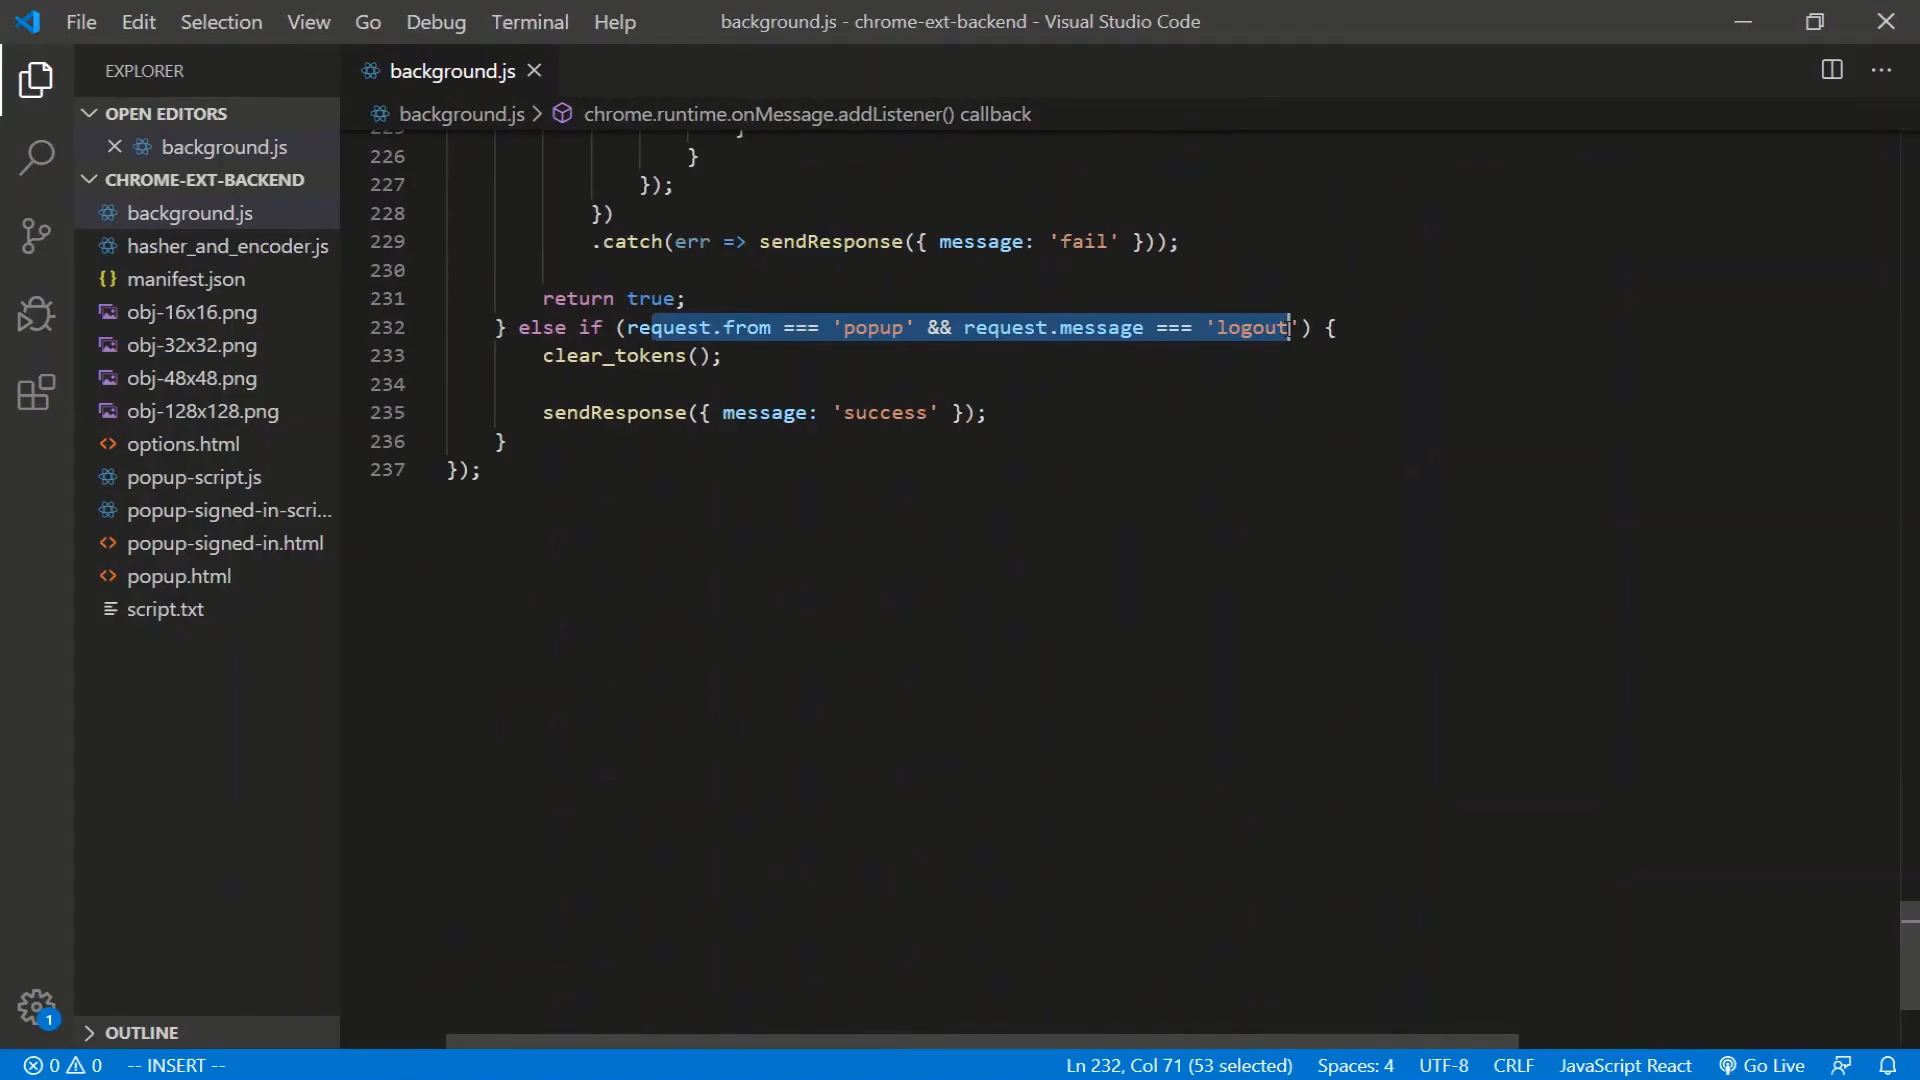 File Edit Selection View Go Debug Terminal Help background.js - chrome-ext-backend - Visual Studio Code
EXPLORER
OPEN EDITORS
background.js
CHROME-EXT-BACKEND
background.js
hasher_and_encoder.js
manifest.json
obj-16x16.png
obj-32x32.png
obj-48x48.png
obj-128x128.png
options.html
popup-script.js
popup-signed-in-scri...
popup-signed-in.html
popup.html
script.txt
OUTLINE
1
background.js
background.js > chrome.runtime.onMessage.addListener() callback
226 }
227 });
228 })
229 .catch(err => sendResponse({ message: 'fail' }));
230
231 return true;
232 } else if (request.from === 'popup' && request.message === 'logout') {
233 clear_tokens();
234
235 sendResponse({ message: 'success' });
236 }
237 });
0 0 -- INSERT -- Ln 232, Col 71 (53 selected) Spaces: 4 UTF-8 CRLF JavaScript React Go Live